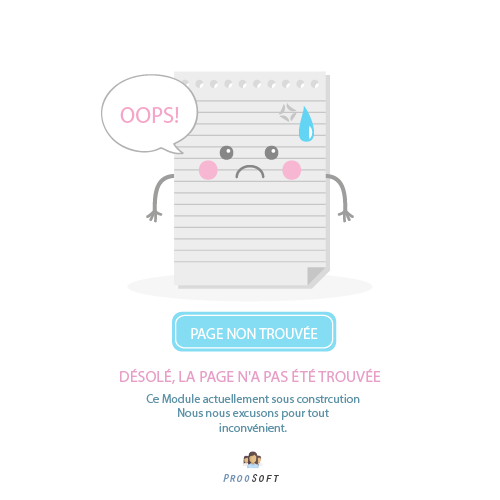 OOPS!
PAGE NON TROUVÉE
DÉSOLÉ, LA PAGE N'A PAS ÉTÉ TROUVÉE
Ce Module actuellement sous constrcution
Nous nous excusons pour tout
inconvénient.
PROOSOFT